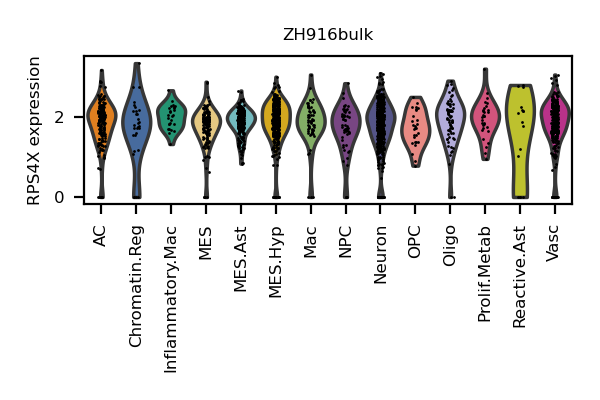 ZH916bulk
RPS4X expression
2
0
AC
Chromatin.Reg
Inflammatory.Mac
MES
MES.Ast
MES.Hyp
Mac
NPC
Neuron
OPC
Oligo
Prolif.Metab
Reactive.Ast
Vasc